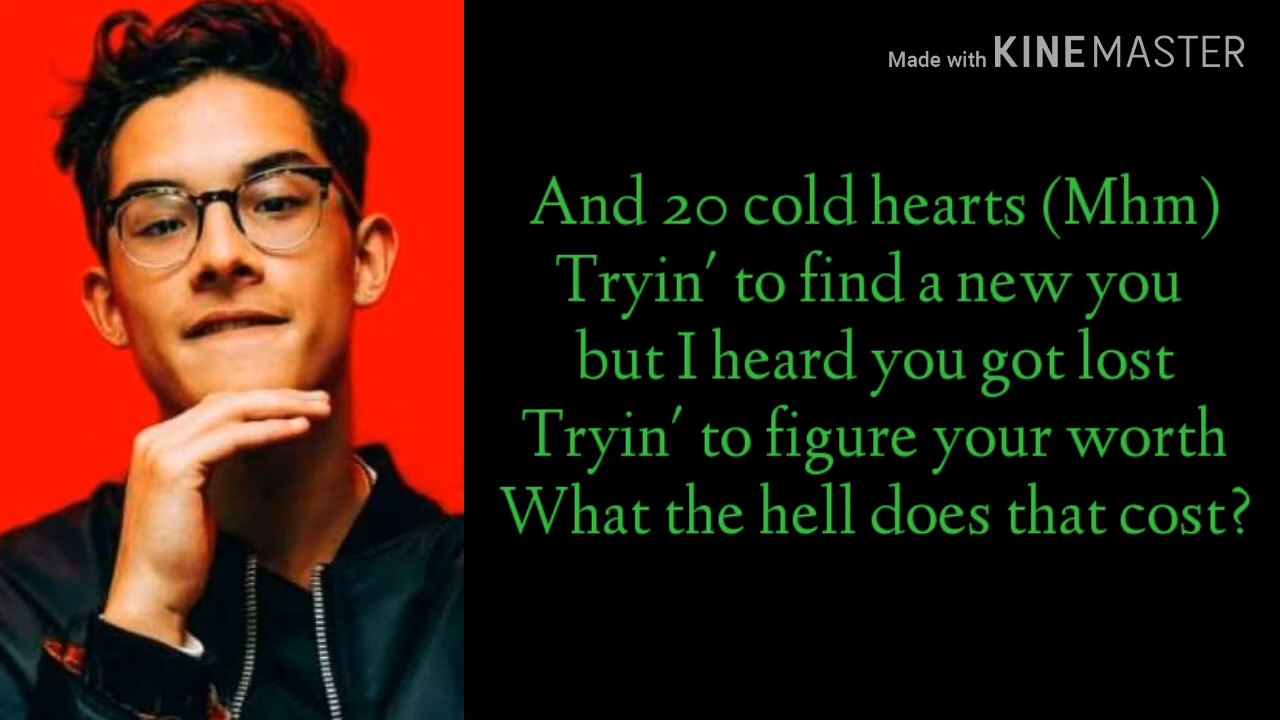 Made with KINEMASTER
And 20 cold hearts (Mhm)
Tryin' to find a new you
but I heard you got lost
Tryin' to figure your worth
What the hell does that cost?